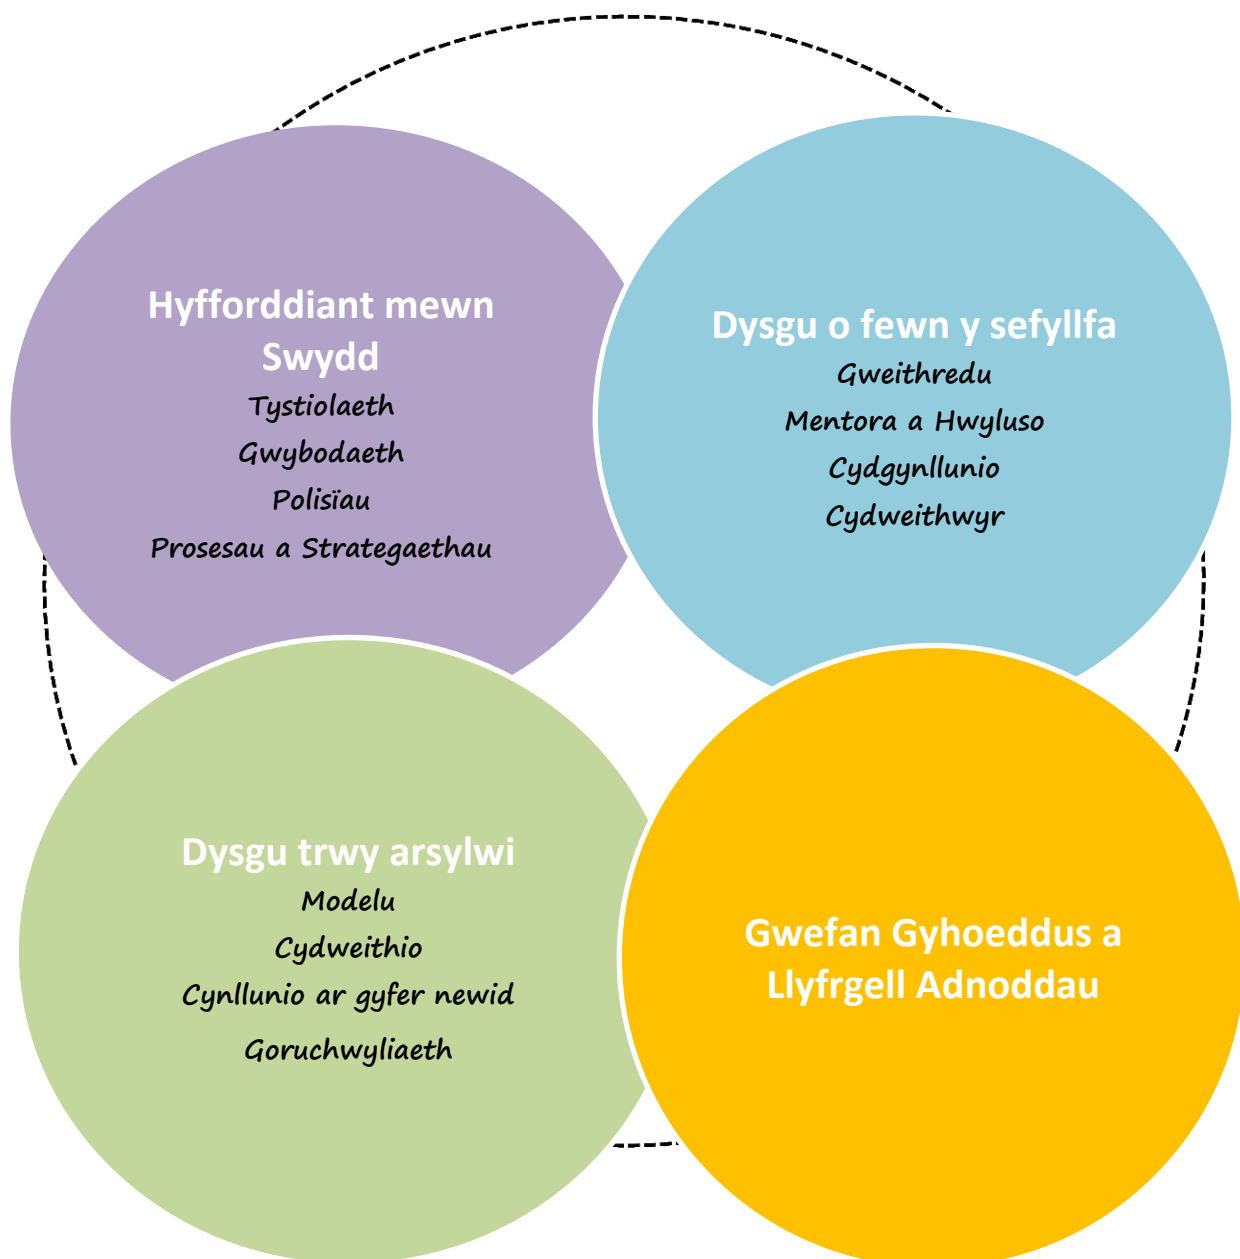 Hyfforddiant mewn
Swydd
Tystiolaeth
Gwybodaeth
Polisïau
Prosesau a Strategaethau
Dysgu o fewn y sefyllfa
Gweithredu
Mentora a Hwyluso
Cydgynllunio
Cydweithwyr
Dysgu trwy arsylwi
Modelu
Cydweithio
Cynllunio ar gyfer newid
Goruchwyliaeth
Gwefan Gyhoeddus a
Llyfrgell Adnoddau